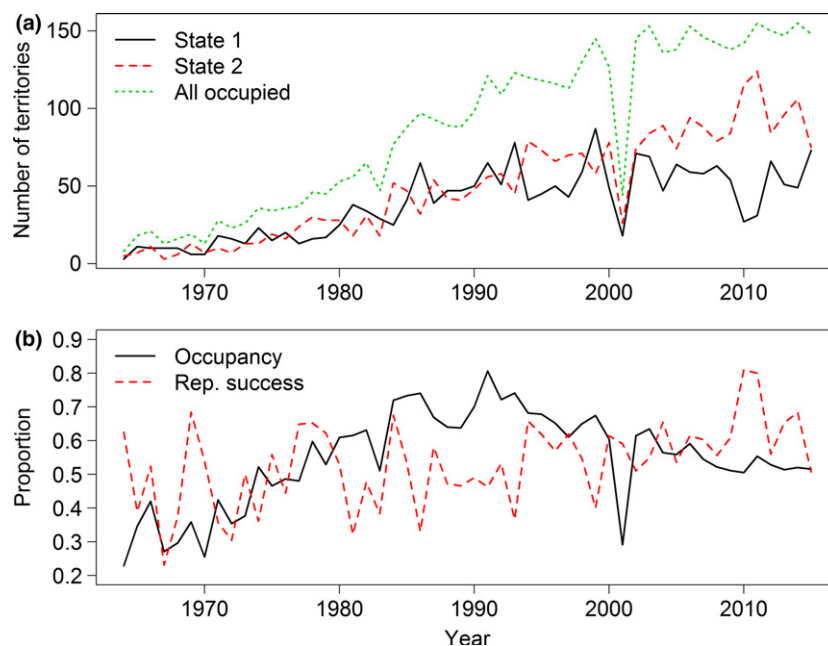 (a)
Number of territories
150
100
50
0
State 1
State 2
All occupied
1970
1980
1990
2000
2010
(b)
Proportion
0.9
0.8
0.7
0.6
0.5
0.4
0.3
0.2
Occupancy
Rep. success
1970
1980
1990
2000
2010
Year